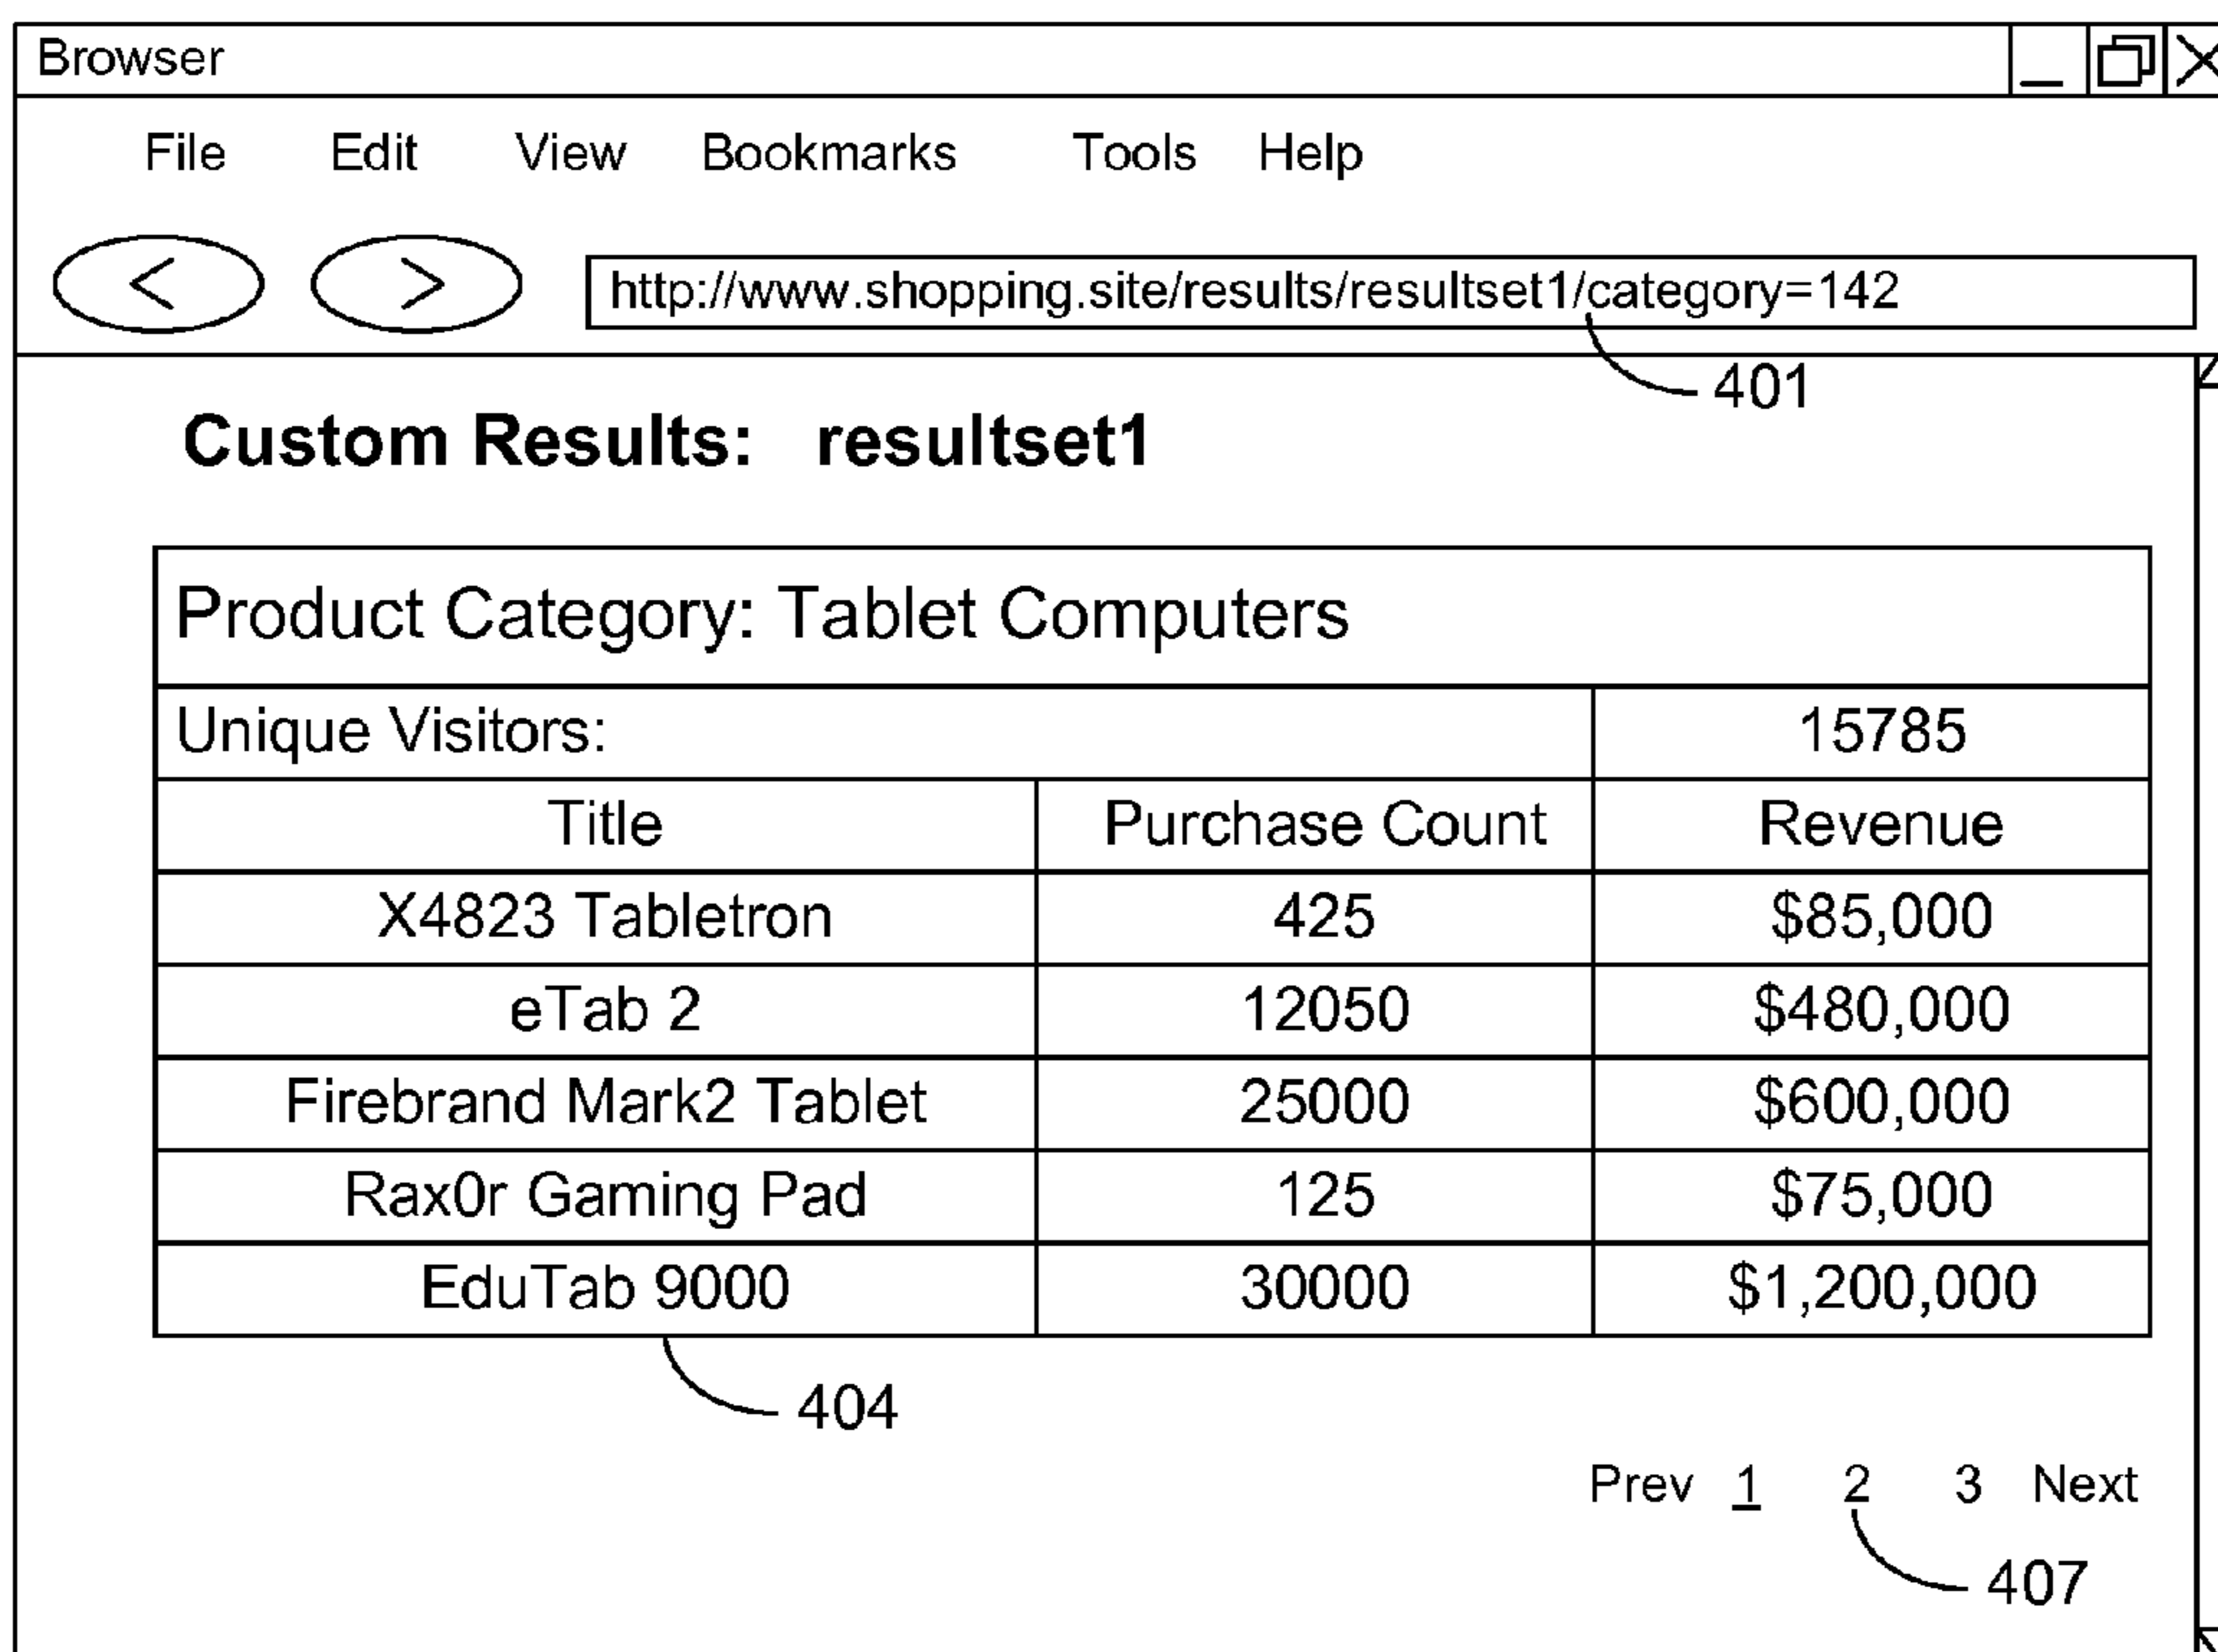 Browser
File Edit View Bookmarks Tools Help
< > http://www.shopping.site/results/resultset1/category=142
401
Custom Results: resultset1
Product Category: Tablet Computers
Unique Visitors: 15785
Title Purchase Count Revenue
X4823 Tabletron 425 $85,000
eTab 2 12050 $480,000
Firebrand Mark2 Tablet 25000 $600,000
Rax0r Gaming Pad 125 $75,000
EduTab 9000 30000 $1,200,000
404
Prev 1 2 3 Next
407